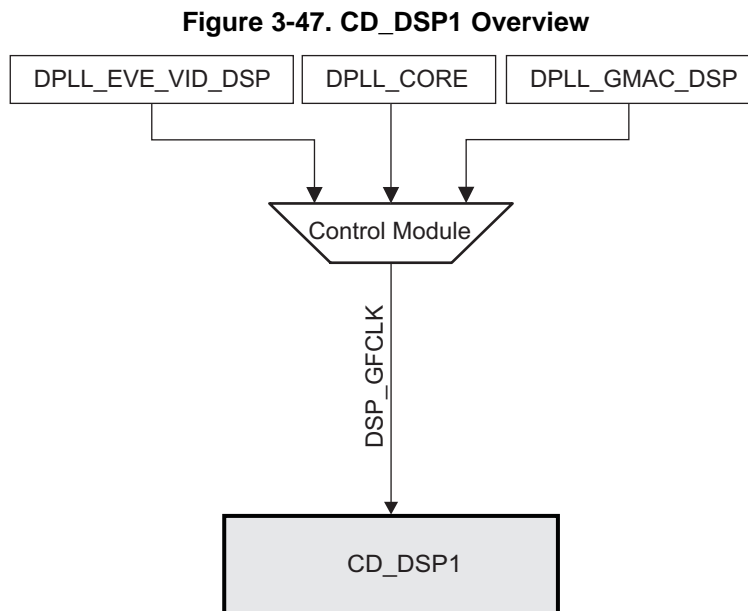 Figure 3-47. CD_DSP1 Overview
DPLL_EVE_VID_DSP
DPLL_CORE
DPLL_GMAC_DSP
Control Module
DSP_GFCLK
CD_DSP1